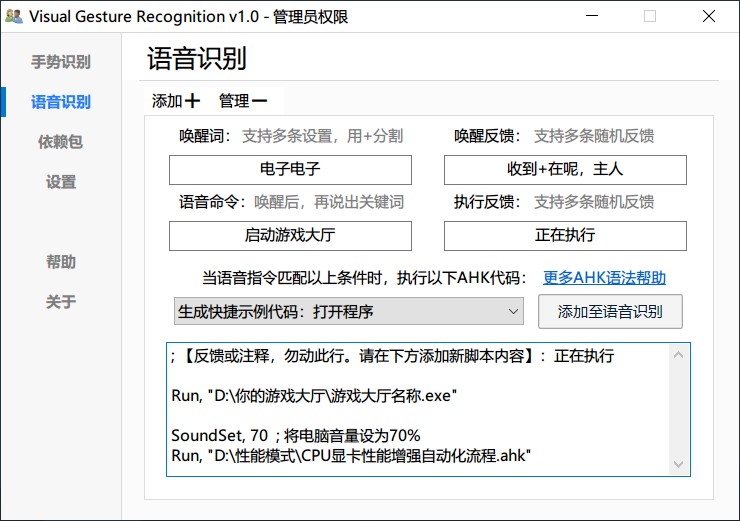 Visual Gesture Recognition v1.0 - 管理员权限
手势识别
语音识别
依赖包
设置
帮助
关于
语音识别
添加+ 管理—
唤醒词： 支持多条设置，用+分割
电子电子
唤醒反馈： 支持多条随机反馈
收到+在呢，主人
语音命令：唤醒后，再说出关键词
启动游戏大厅
执行反馈： 支持多条随机反馈
正在执行
当语音指令匹配以上条件时，执行以下AHK代码： 更多AHK语法帮助
生成快捷示例代码：打开程序
添加至语音识别
; 【反馈或注释，勿动此行。请在下方添加新脚本内容】：正在执行
Run, "D:\你的游戏大厅\游戏大厅名称.exe"
SoundSet, 70 ; 将电脑音量设为70%
Run, "D:\性能模式\CPU显卡性能增强自动化流程.ahk"